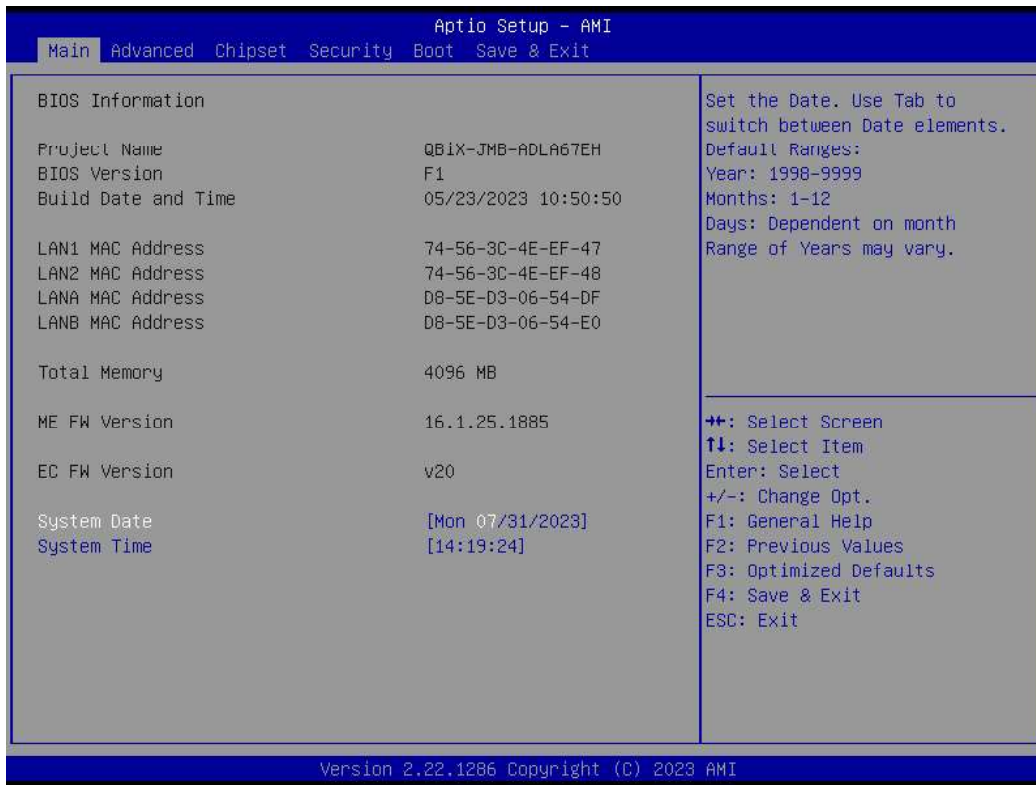 Aptio Setup – AMI
Main Advanced Chipset Security Boot Save & Exit
BIOS Information
Project Name QBiX-JMB-ADLA67EH
BIOS Version F1
Build Date and Time 05/23/2023 10:50:50
LAN1 MAC Address 74-56-3C-4E-EF-47
LAN2 MAC Address 74-56-3C-4E-EF-48
LANA MAC Address D8-5E-D3-06-54-DF
LANB MAC Address D8-5E-D3-06-54-E0
Total Memory 4096 MB
ME FW Version 16.1.25.1885
EC FW Version v20
System Date [Mon 07/31/2023]
System Time [14:19:24]
Set the Date. Use Tab to
switch between Date elements.
Default Ranges:
Year: 1998-9999
Months: 1-12
Days: Dependent on month
Range of Years may vary.
→←: Select Screen
↑↓: Select Item
Enter: Select
+/-: Change Opt.
F1: General Help
F2: Previous Values
F3: Optimized Defaults
F4: Save & Exit
ESC: Exit
Version 2.22.1286 Copyright (C) 2023 AMI